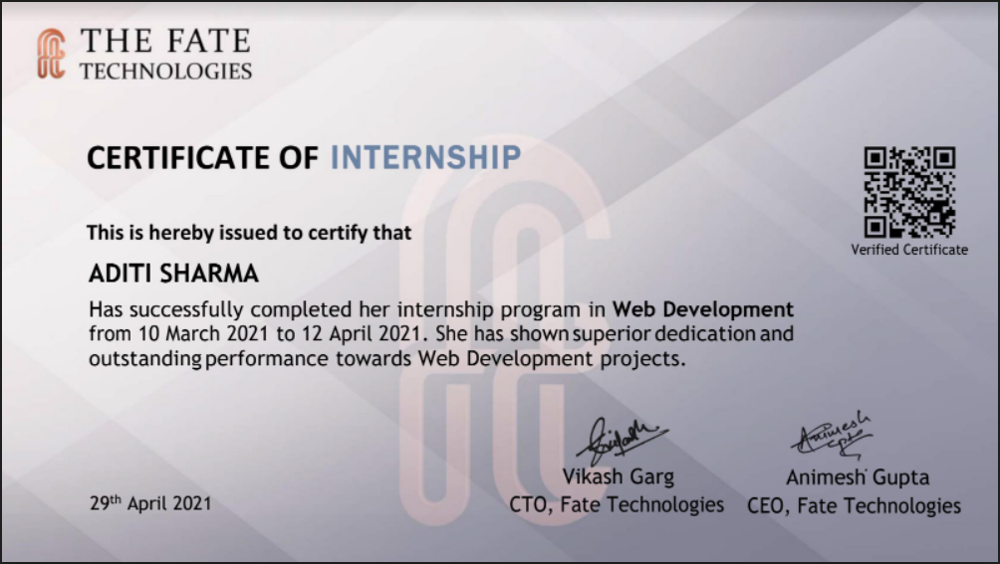 THE FATE
TECHNOLOGIES
CERTIFICATE OF INTERNSHIP
Verified Certificate
This is hereby issued to certify that
ADITI SHARMA
Has successfully completed her internship program in Web Development
from 10 March 2021 to 12 April 2021. She has shown superior dedication and
outstanding performance towards Web Development projects.
Animesh
Gupta
Vikash Garg
CTO, Fate Technologies
Animesh Gupta
CEO, Fate Technologies
29th April 2021